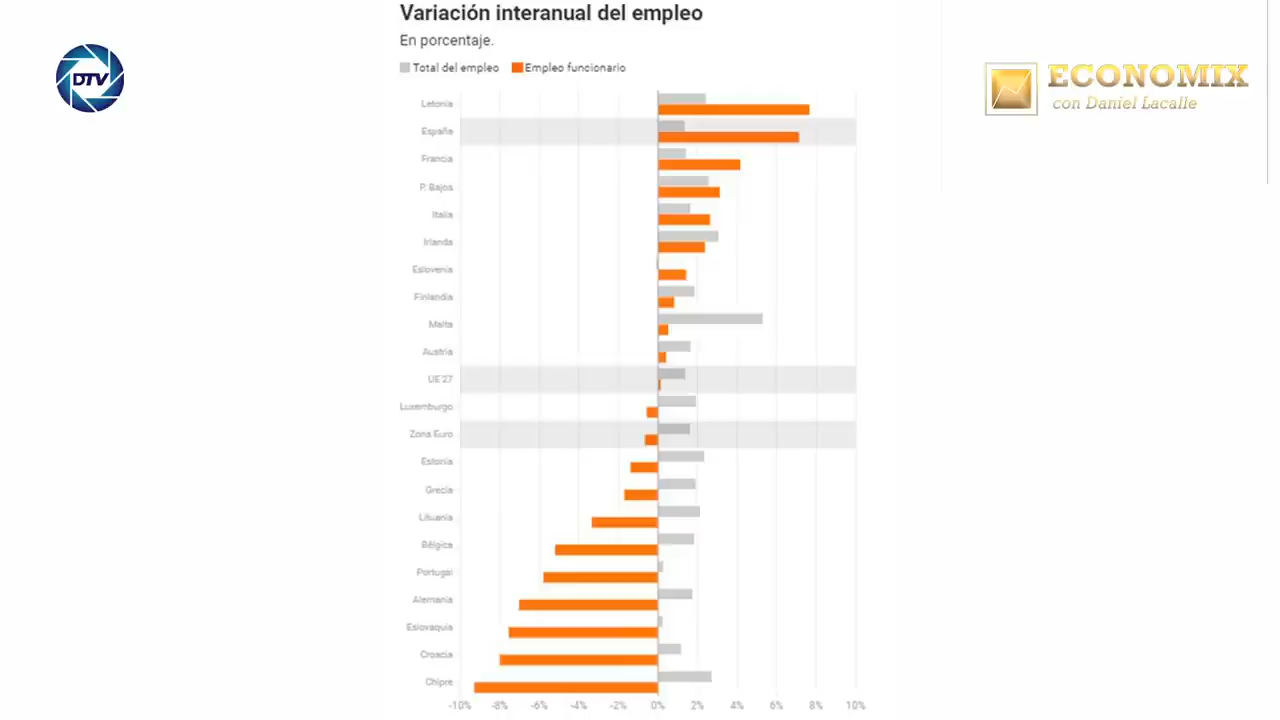 Variación interanual del empleo
En porcentaje.
Total del empleo Empleo funcionario
DTV
ECONOMIX
con Daniel Lacalle
Letonia
España
Francia
P. Bajos
Italia
Irlanda
Eslovenia
Finlandia
Malta
Austria
UE 27
Luxemburgo
Zona Euro
Estonia
Grecia
Lituania
Bélgica
Portugal
Alemania
Eslovaquia
Croacia
Chipre
-10% -8% -6% -4% -2% 0% 2% 4% 6% 8% 10%